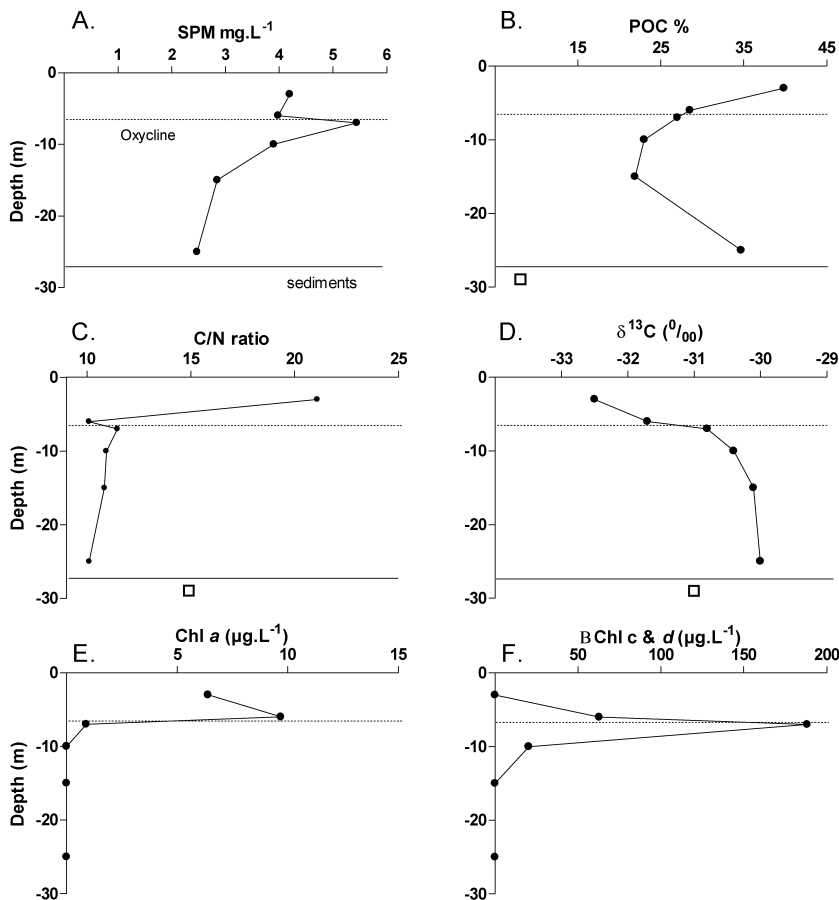 A.
SPM mg.L-1
1 2 3 4 5 6
0
-10
-20
-30
Depth (m)
Oxycline
sediments
B.
POC %
15 25 35 45
0
-10
-20
-30
C.
C/N ratio
10 15 20 25
0
-10
-20
-30
Depth (m)
D.
δ13C (0/00)
-33 -32 -31 -30 -29
0
-10
-20
-30
E.
Chl a (µg.L-1)
5 10 15
0
-10
-20
-30
Depth (m)
F.
BChl c & d (µg.L-1)
50 100 150 200
0
-10
-20
-30